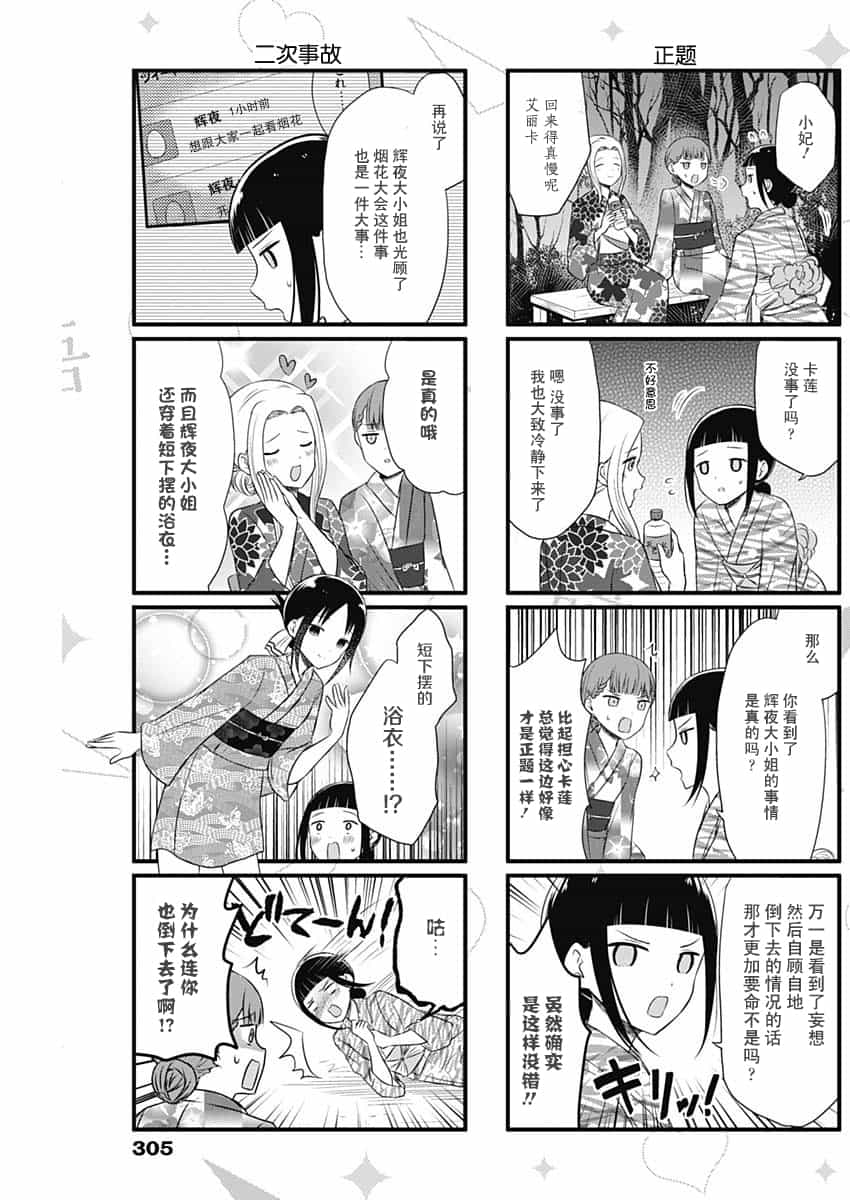 正题
小妃！
回来得真慢呢
艾丽卡
卡莲
没事了吗？
不好意思
嗯 没事了
我也大致冷静下来了
那么
你看到了
辉夜大小姐的事情
是真的吗？
比起担心卡莲
总觉得这边好像
才是正题一样！
万一是看到了妄想
然后自顾自地
倒下去的情况的话
那才更加要命不是吗？
虽然确实
是这样没错!!
キリッ！
二次事故
辉夜 1小时前
想跟大家一起看烟花
辉夜
再说了
辉夜大小姐也光顾了
烟花大会这件事
也是一件大事…
是真的哦
而且辉夜大小姐
还穿着短下摆的浴衣…
短下摆的
浴衣……!?
咕…
どてーん！
为什么连你
也倒下去了啊!?
305